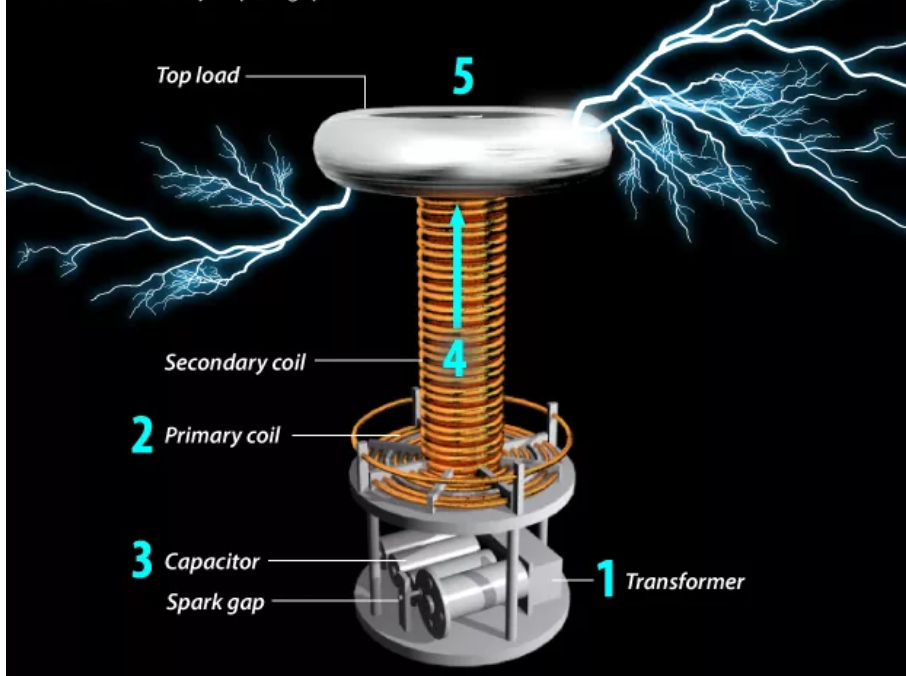 Top load
5
Secondary coil
4
2 Primary coil
3 Capacitor
Spark gap
1 Transformer